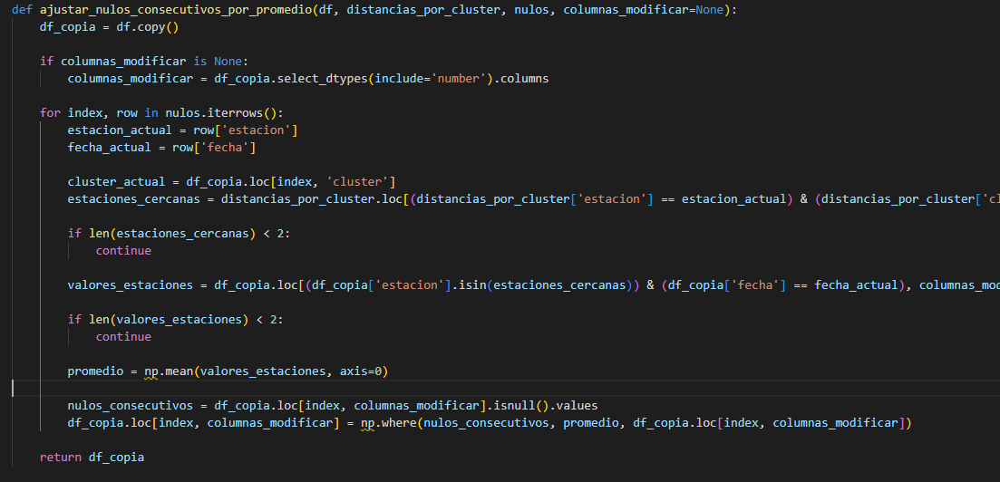 def ajustar_nulos_consecutivos_por_promedio(df, distancias_por_cluster, nulos, columnas_modificar=None):
    df_copia = df.copy()
    if columnas_modificar is None:
        columnas_modificar = df_copia.select_dtypes(include='number').columns
    for index, row in nulos.iterrows():
        estacion_actual = row['estacion']
        fecha_actual = row['fecha']
        cluster_actual = df_copia.loc[index, 'cluster']
        estaciones_cercanas = distancias_por_cluster.loc[(distancias_por_cluster['estacion'] == estacion_actual) & (distancias_por_cluster['cl
        if len(estaciones_cercanas) < 2:
            continue
        valores_estaciones = df_copia.loc[(df_copia['estacion'].isin(estaciones_cercanas)) & (df_copia['fecha'] == fecha_actual), columnas_mod
        if len(valores_estaciones) < 2:
            continue
        promedio = np.mean(valores_estaciones, axis=0)
        nulos_consecutivos = df_copia.loc[index, columnas_modificar].isnull().values
        df_copia.loc[index, columnas_modificar] = np.where(nulos_consecutivos, promedio, df_copia.loc[index, columnas_modificar])
    return df_copia